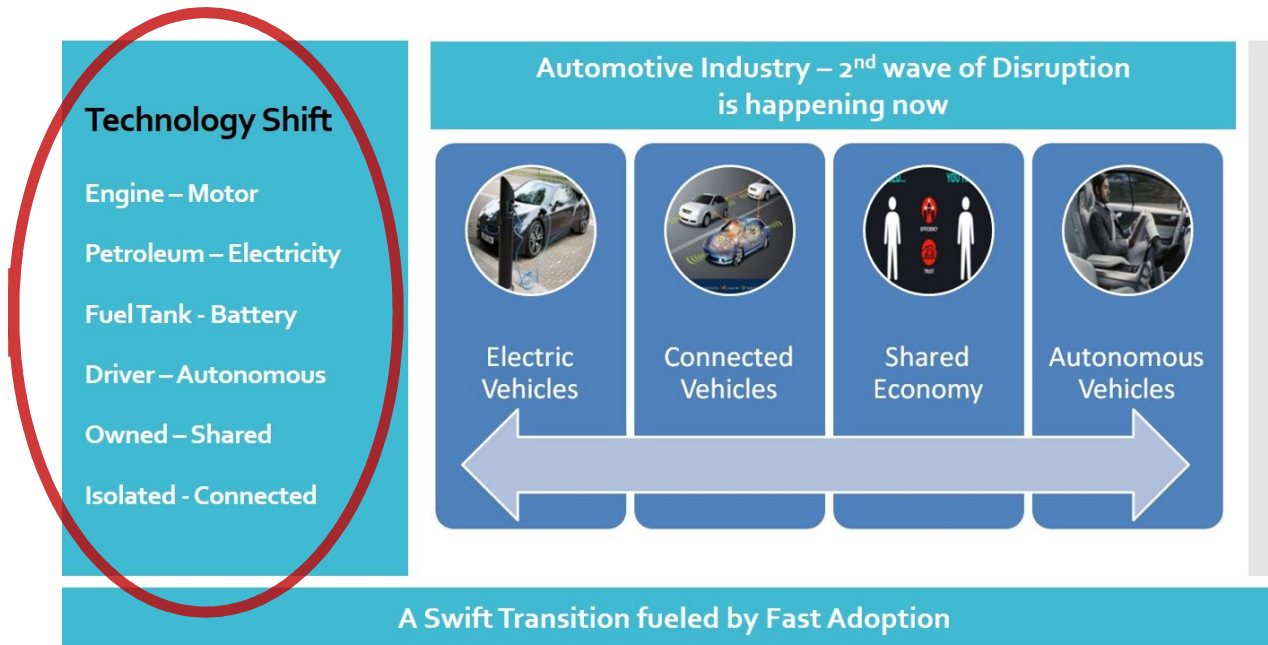 Technology Shift
Engine – Motor
Petroleum – Electricity
Fuel Tank - Battery
Driver – Autonomous
Owned – Shared
Isolated - Connected
Automotive Industry – 2nd wave of Disruption
is happening now
EFFICIENCY
TRUST
Electric
Vehicles
Connected
Vehicles
Shared
Economy
Autonomous
Vehicles
A Swift Transition fueled by Fast Adoption